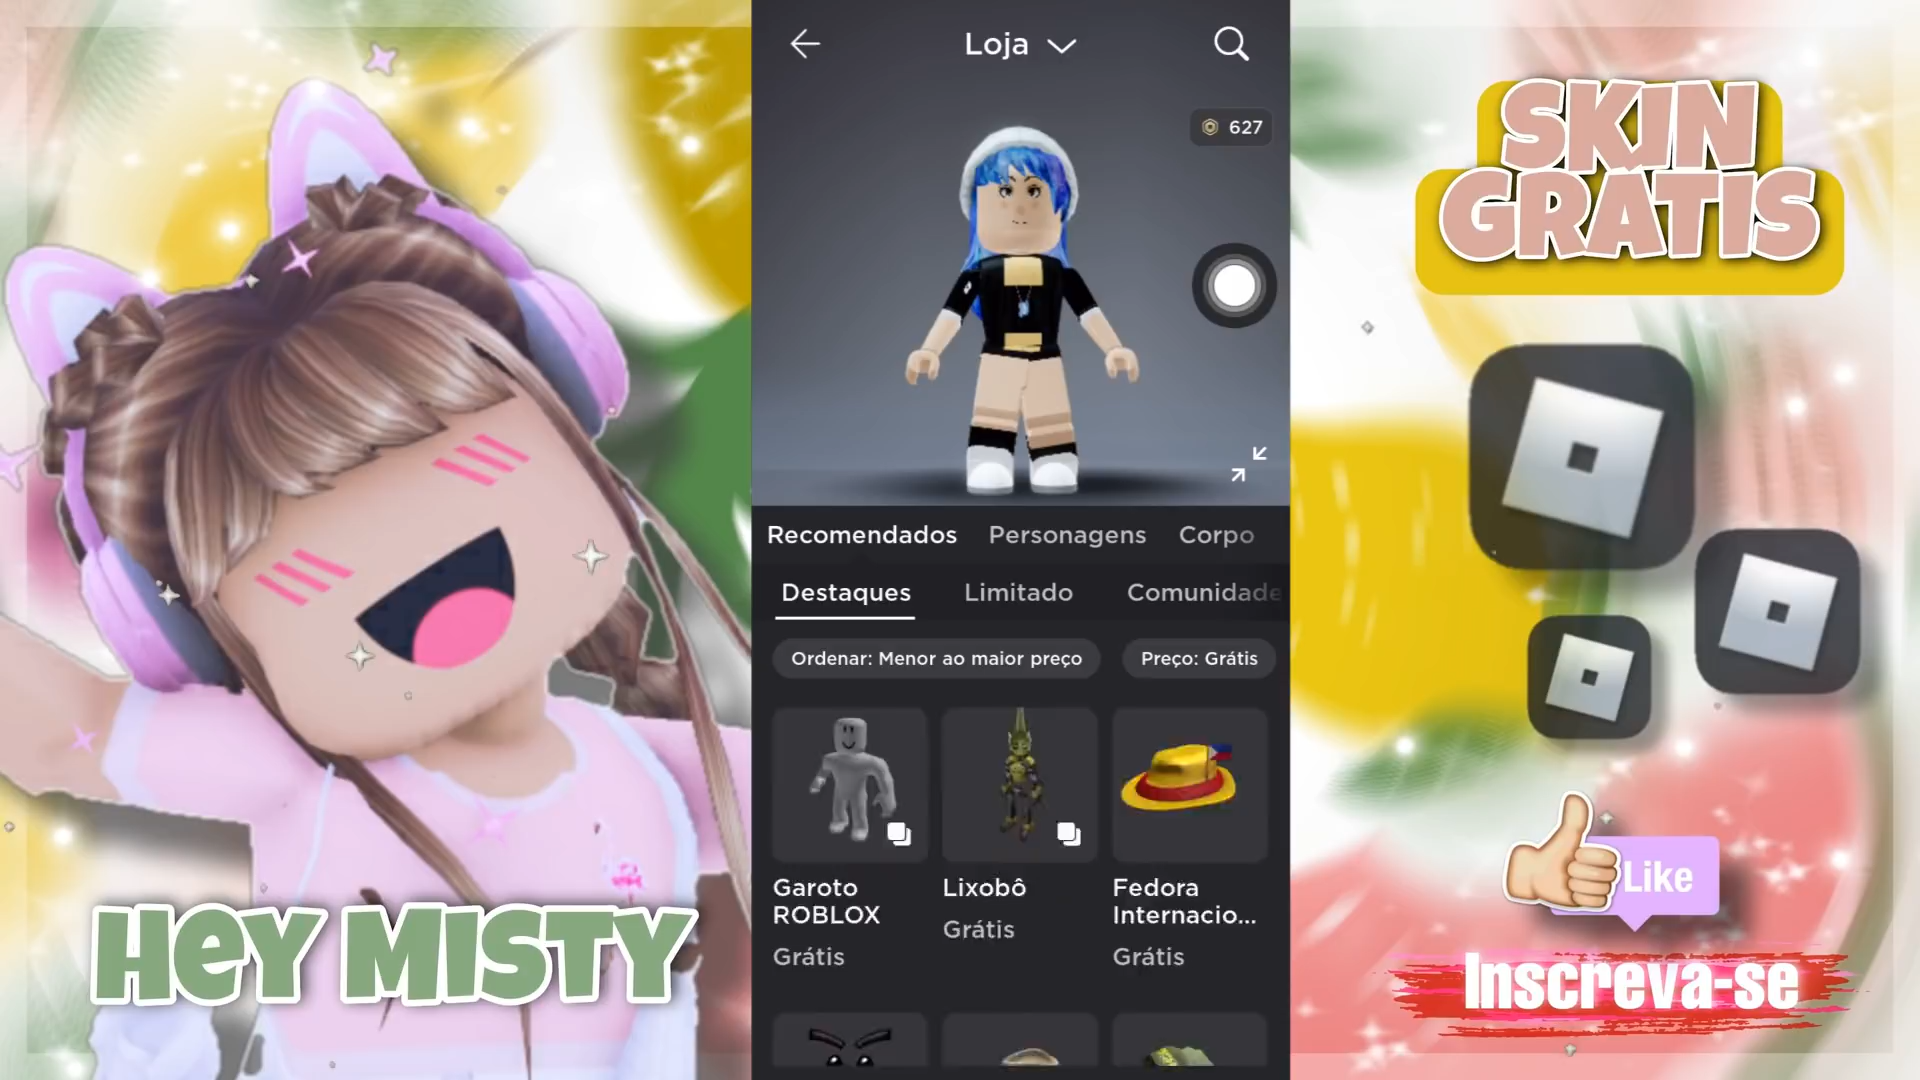 Loja
627
SKIN
GRÁTIS
Recomendados Personagens Corpo
Destaques Limitado Comunidade
Ordenar: Menor ao maior preço Preço: Grátis
Garoto
ROBLOX
Grátis
Lixobô
Grátis
Fedora
Internacio...
Grátis
HEY MISTY
Like
Inscreva-se